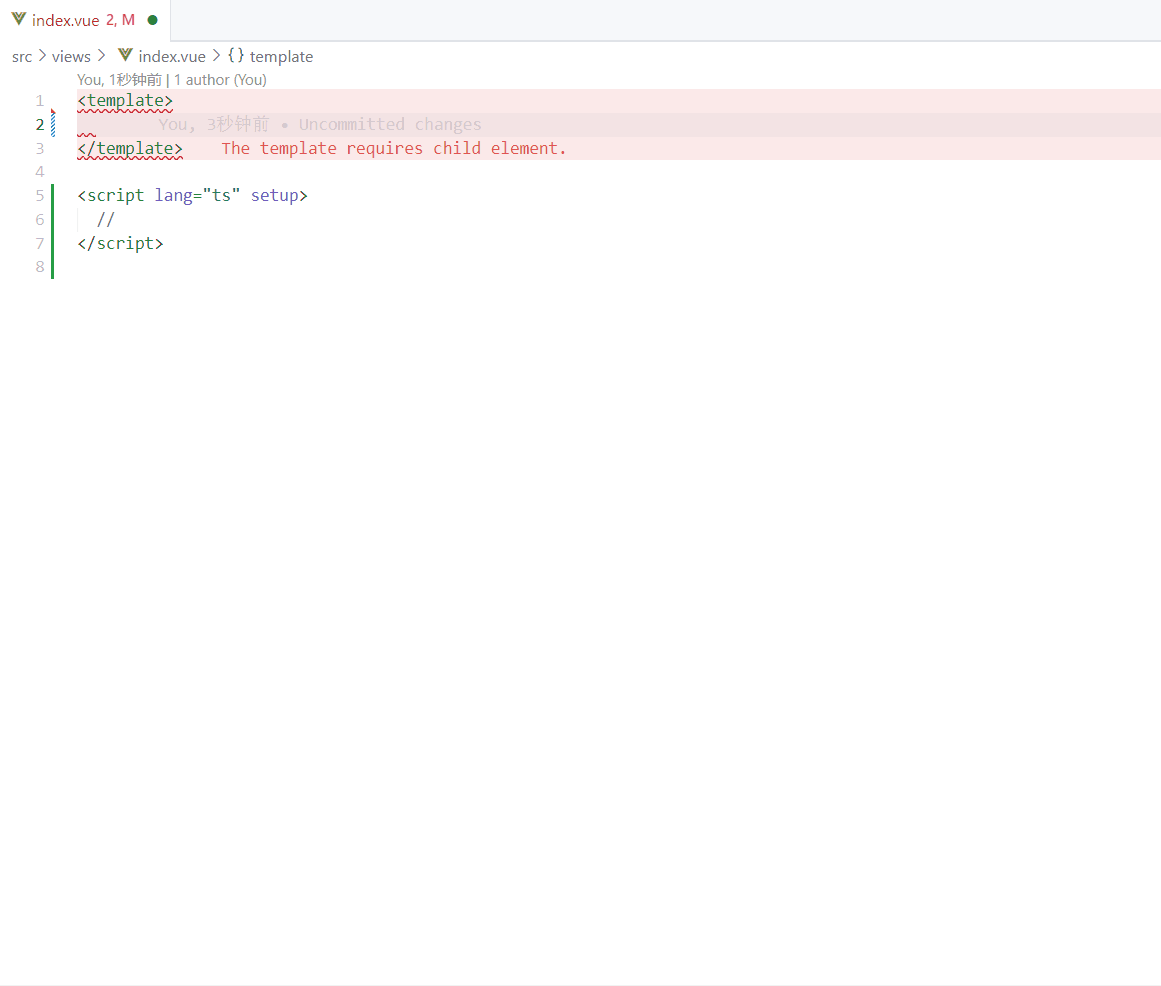 index.vue 2, M
src > views > index.vue > {} template
You, 1秒钟前 | 1 author (You)
1 <template>
2 You, 3秒钟前 • Uncommitted changes
3 </template> The template requires child element.
4
5 <script lang="ts" setup>
6 //
7 </script>
8